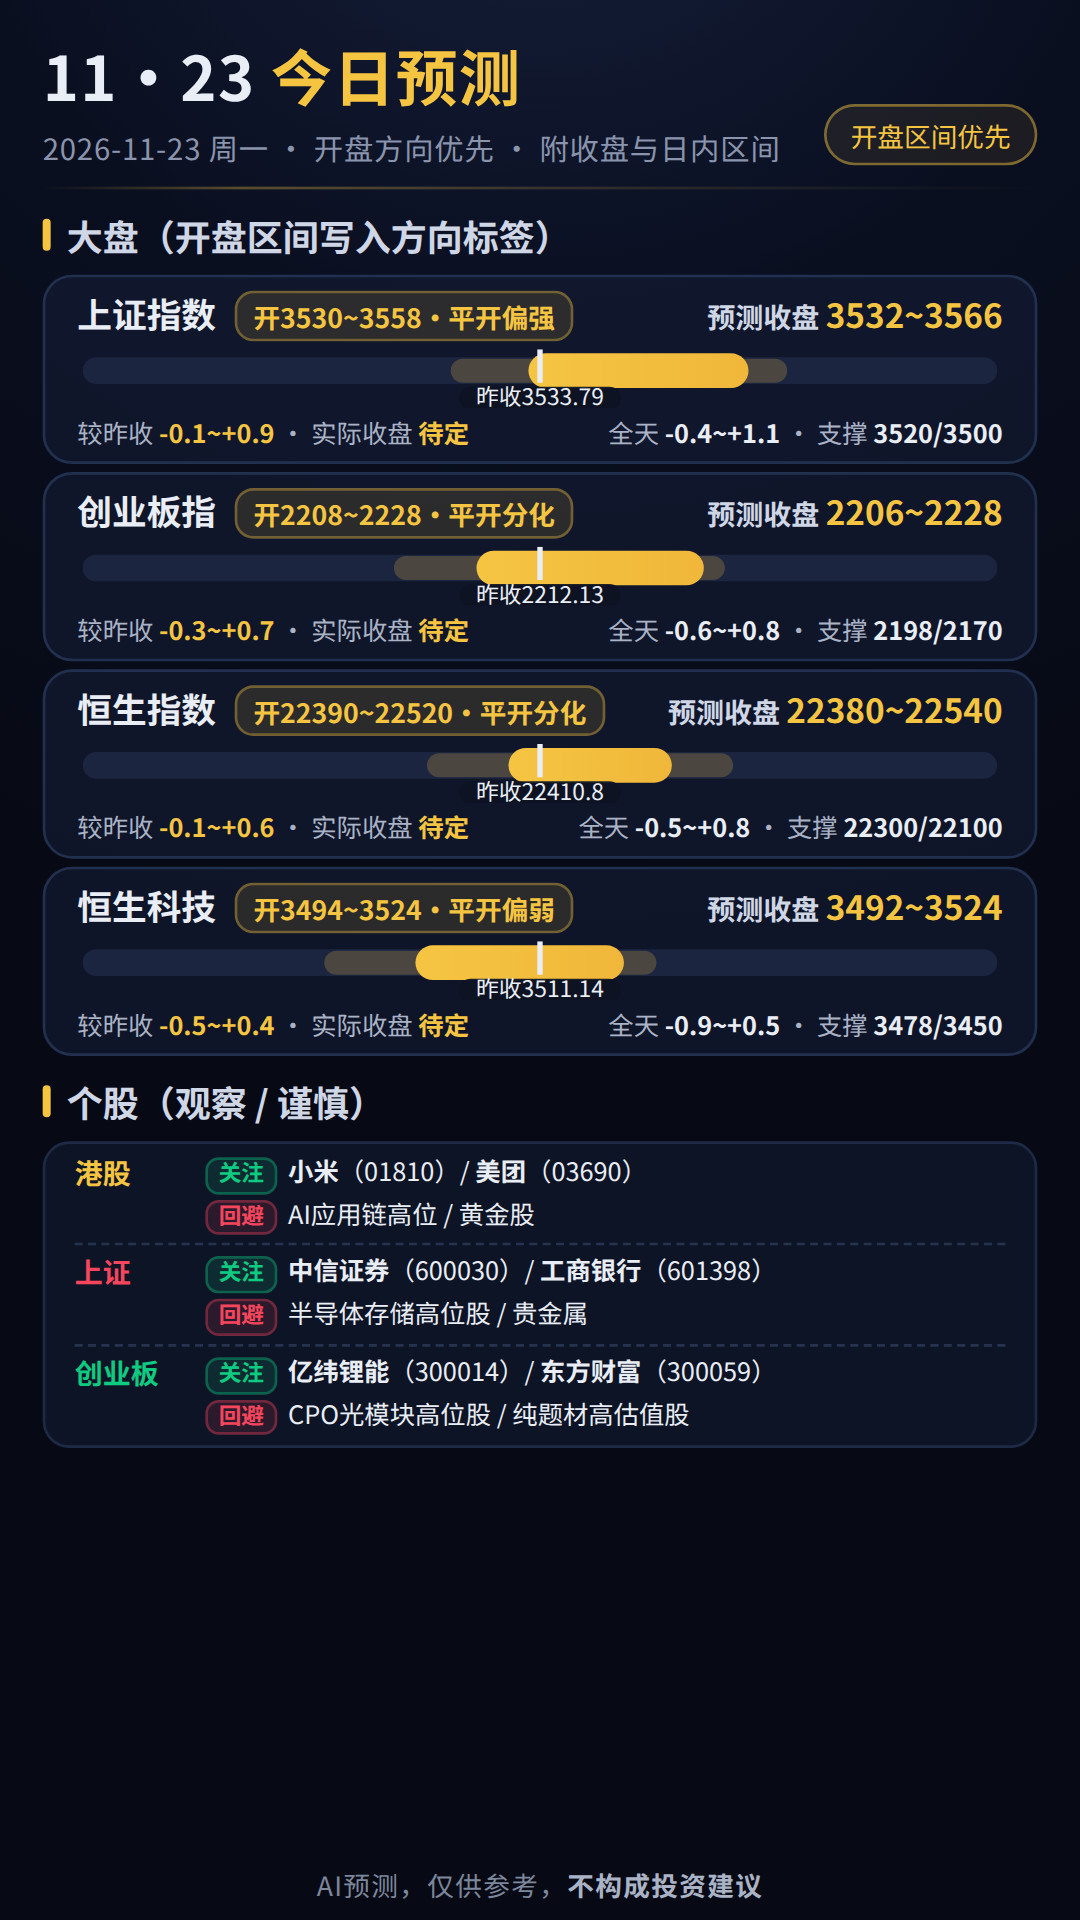 11·23 今日预测
2026-11-23 周一 · 开盘方向优先 · 附收盘与日内区间
开盘区间优先
大盘（开盘区间写入方向标签）
上证指数 开3530~3558·平开偏强 预测收盘 3532~3566
昨收3533.79
较昨收 -0.1~+0.9 · 实际收盘 待定 全天 -0.4~+1.1 · 支撑 3520/3500
创业板指 开2208~2228·平开分化 预测收盘 2206~2228
昨收2212.13
较昨收 -0.3~+0.7 · 实际收盘 待定 全天 -0.6~+0.8 · 支撑 2198/2170
恒生指数 开22390~22520·平开分化 预测收盘 22380~22540
昨收22410.8
较昨收 -0.1~+0.6 · 实际收盘 待定 全天 -0.5~+0.8 · 支撑 22300/22100
恒生科技 开3494~3524·平开偏弱 预测收盘 3492~3524
昨收3511.14
较昨收 -0.5~+0.4 · 实际收盘 待定 全天 -0.9~+0.5 · 支撑 3478/3450
个股（观察 / 谨慎）
港股 关注 小米（01810）/ 美团（03690）
回避 AI应用链高位 / 黄金股
上证 关注 中信证券（600030）/ 工商银行（601398）
回避 半导体存储高位股 / 贵金属
创业板 关注 亿纬锂能（300014）/ 东方财富（300059）
回避 CPO光模块高位股 / 纯题材高估值股
AI预测，仅供参考，不构成投资建议